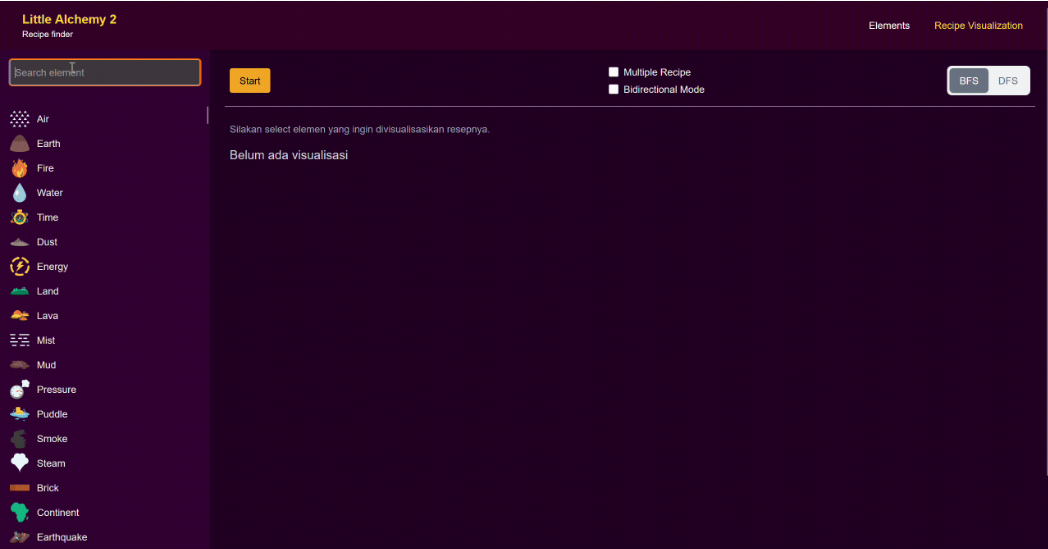 Little Alchemy 2
Recipe finder
Elements
Recipe Visualization
Search element
Air
Earth
Fire
Water
Time
Dust
Energy
Land
Lava
Mist
Mud
Pressure
Puddle
Smoke
Steam
Brick
Continent
Earthquake
Start
Multiple Recipe
Bidirectional Mode
BFS
DFS
Silakan select elemen yang ingin divisualisasikan resepnya.
Belum ada visualisasi